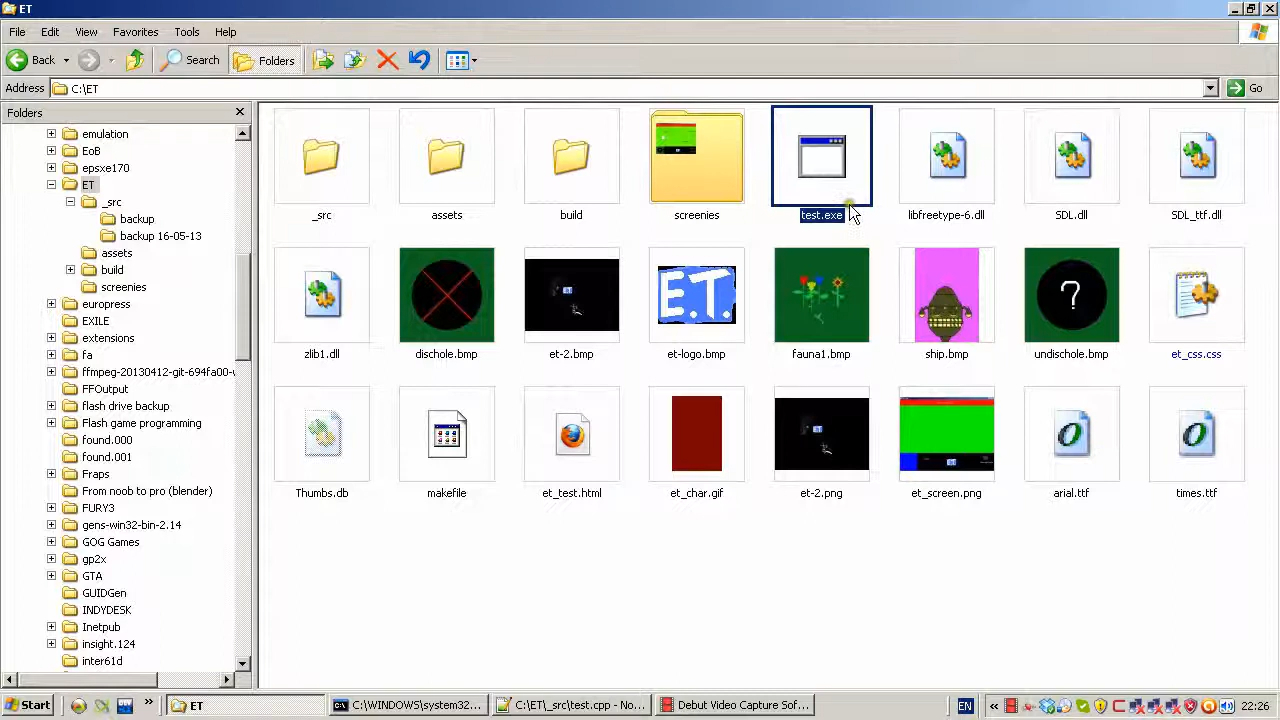 ET
File Edit View Favorites Tools Help
Back Search Folders
Address C:\ET Go
Folders
emulation
EoB
epsxe170
ET
_src
backup
backup 16-05-13
assets
build
screenies
europress
EXILE
extensions
fa
ffmpeg-20130412-git-694fa00-
FFOutput
flash drive backup
Flash game programming
found.000
found.001
Fraps
From noob to pro (blender)
FURY3
gens-win32-bin-2.14
GOG Games
gp2x
GTA
GUIDGen
INDYDESK
Inetpub
insight.124
inter61d
_src assets build screenies test.exe libfreetype-6.dll SDL.dll SDL_ttf.dll
E.T.
?
zlib1.dll dischole.bmp et-2.bmp et-logo.bmp fauna1.bmp ship.bmp undischole.bmp et_css.css
Thumbs.db makefile et_test.html et_char.gif et-2.png et_screen.png arial.ttf times.ttf
Start ET C:\WINDOWS\system32... C:\ET\_src\test.cpp - No... Debut Video Capture Sof... EN 22:26